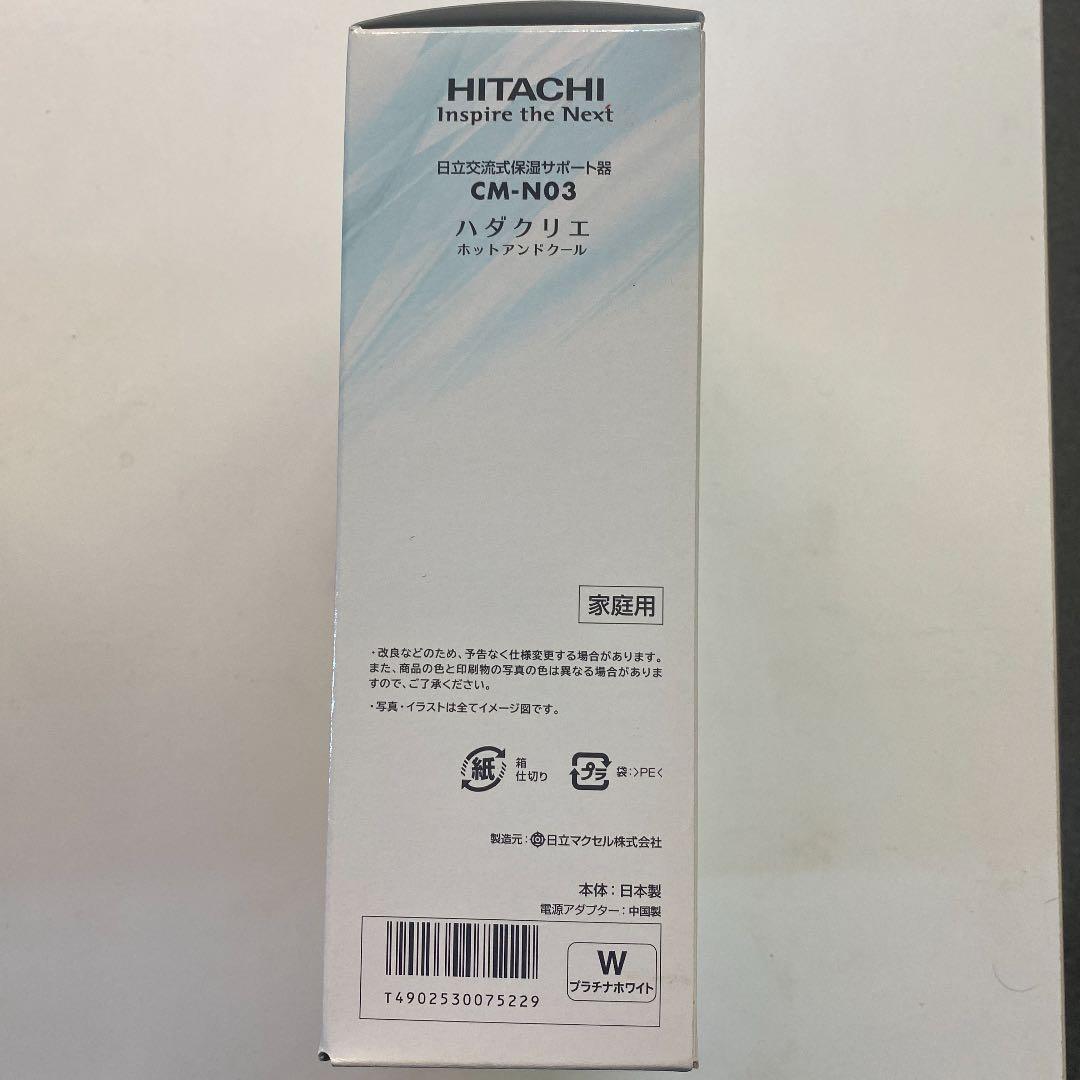 HITACHI
Inspire the Next
日立交流式保湿サポート器
CM-N03
ハダクリエ
ホットアンドクール
家庭用
・改良などのため、予告なく仕様変更する場合があります。
また、商品の色と印刷物の写真の色は異なる場合がありま
すので、ご了承ください。
・写真・イラストは全てイメージ図です。
紙 箱
仕切り
プラ 袋:>PE<
製造元:日立マクセル株式会社
本体:日本製
電源アダプター:中国製
T4902530075229
W
プラチナホワイト